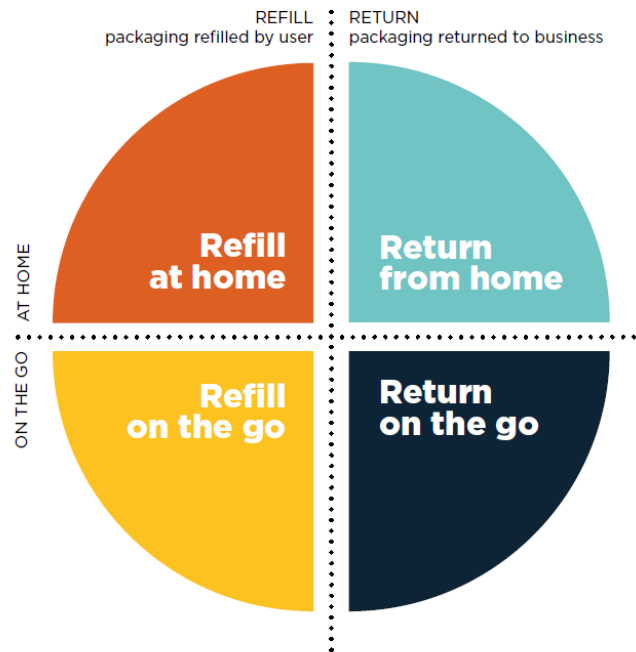 REFILL
packaging refilled by user
RETURN
packaging returned to business
AT HOME
Refill
at home
Return
from home
ON THE GO
Refill
on the go
Return
on the go